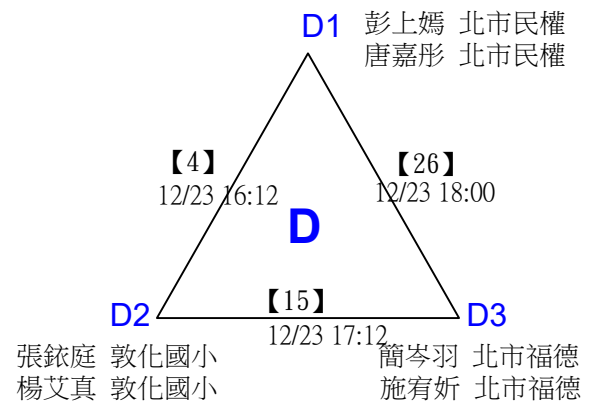 D1 彭上嫣 北市民權
唐嘉彤 北市民權
【4】
12/23 16:12
【26】
12/23 18:00
D
【15】
12/23 17:12
D2
D3
張銥庭 敦化國小
楊艾真 敦化國小
簡岑羽 北市福德
施宥妡 北市福德